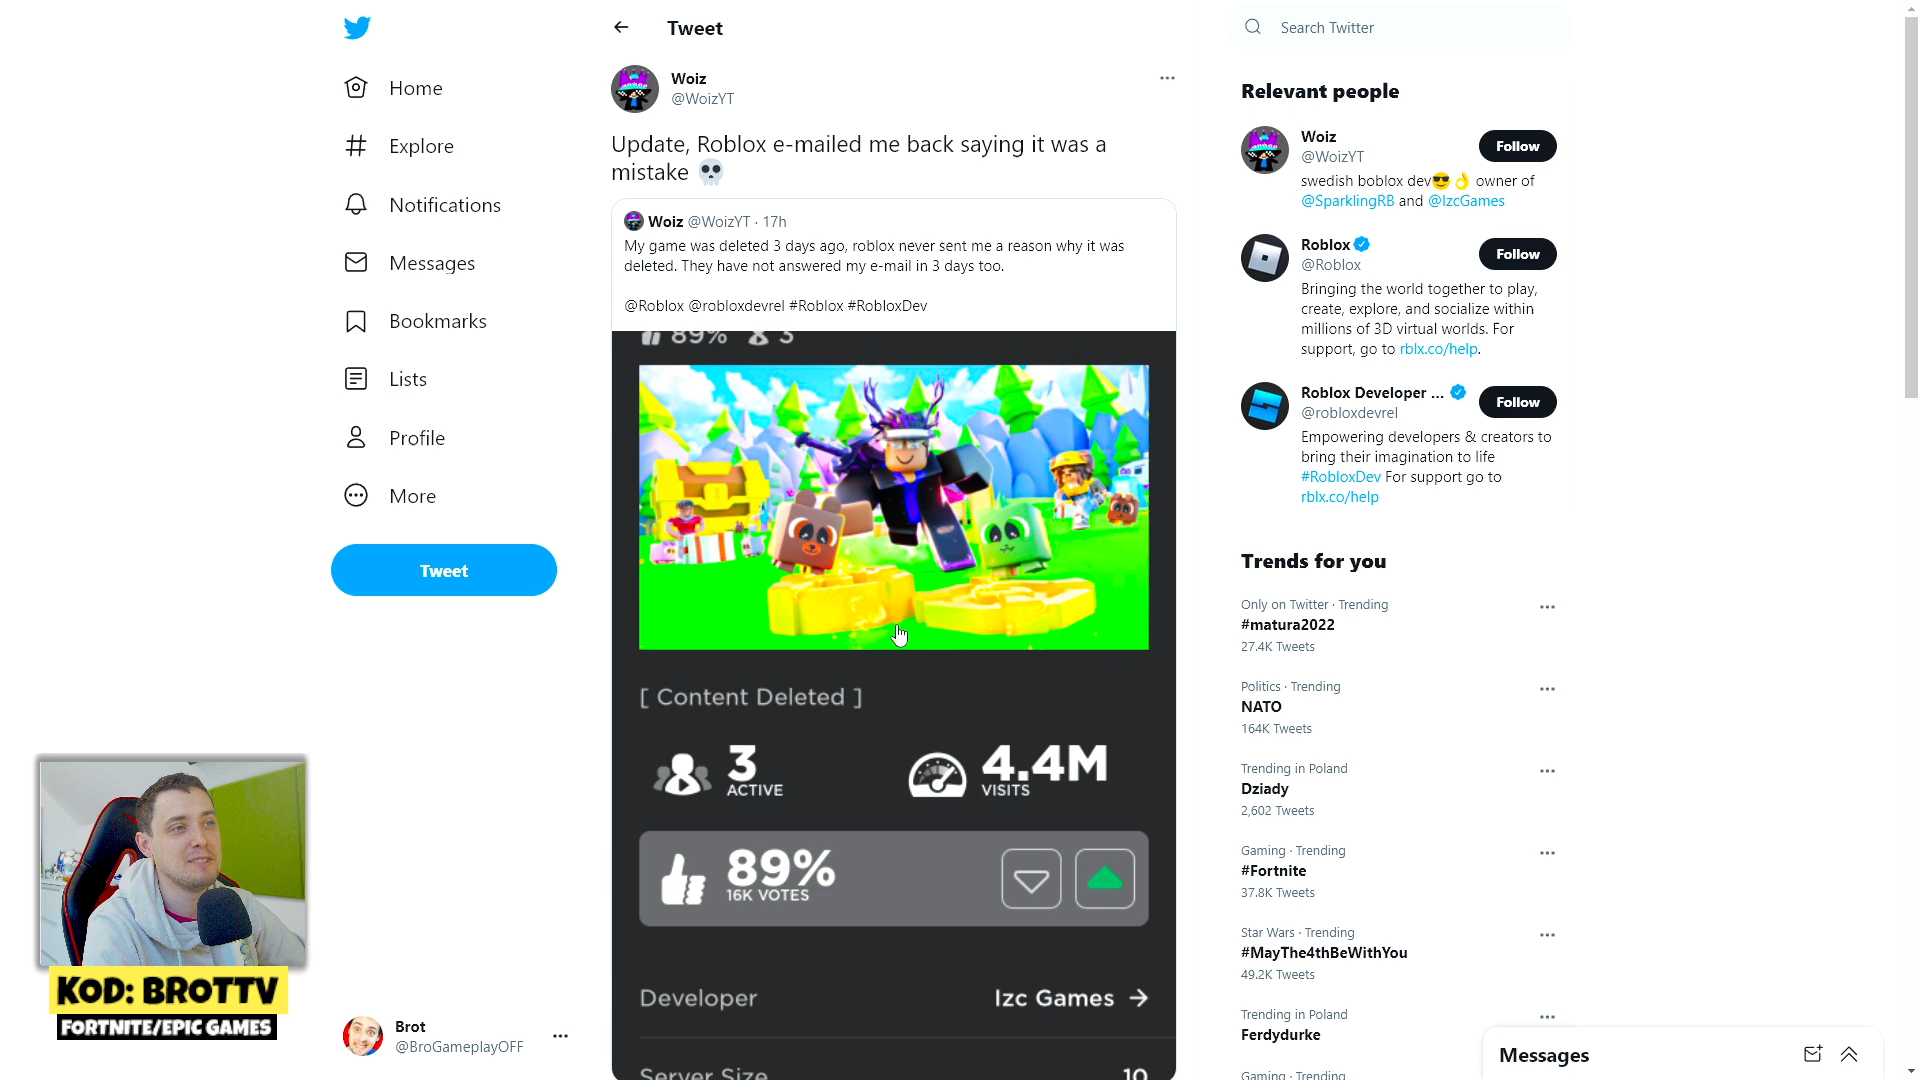 Home
Explore
Notifications
Messages
Bookmarks
Lists
Profile
More
Tweet
Brot
@BroGameplayOFF
KOD: BROTTV
FORTNITE/EPIC GAMES
Tweet
Woiz
@WoizYT
Update, Roblox e-mailed me back saying it was a
mistake 💀
Woiz @WoizYT · 17h
My game was deleted 3 days ago, roblox never sent me a reason why it was
deleted. They have not answered my e-mail in 3 days too.
@Roblox @robloxdevrel #Roblox #RobloxDev
89% 3
[ Content Deleted ]
3
ACTIVE
4.4M
VISITS
89%
16K VOTES
Developer
Izc Games
Server Size
10
Search Twitter
Relevant people
Woiz
@WoizYT
Follow
swedish boblox dev😎👌 owner of
@SparklingRB and @IzcGames
Roblox
@Roblox
Follow
Bringing the world together to play,
create, explore, and socialize within
millions of 3D virtual worlds. For
support, go to rblx.co/help.
Roblox Developer ...
@robloxdevrel
Follow
Empowering developers & creators to
bring their imagination to life
#RobloxDev For support go to
rblx.co/help
Trends for you
Only on Twitter · Trending
#matura2022
27.4K Tweets
Politics · Trending
NATO
164K Tweets
Trending in Poland
Dziady
2,602 Tweets
Gaming · Trending
#Fortnite
37.8K Tweets
Star Wars · Trending
#MayThe4thBeWithYou
49.2K Tweets
Trending in Poland
Ferdydurke
Gaming · Trending
Messages